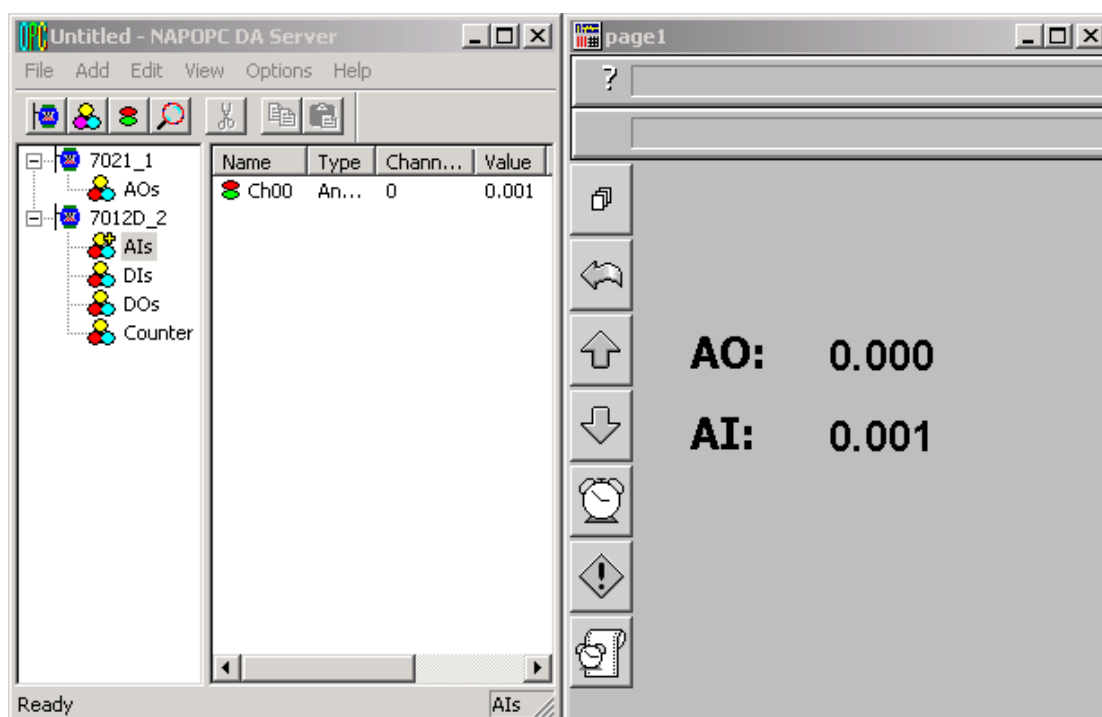 OPC Untitled - NAPOPC DA Server
File Add Edit View Options Help
7021_1
AOs
7012D_2
AIs
DIs
DOs
Counter
Name Type Chann... Value
Ch00 An... 0 0.001
Ready AIs
page1
?
AO: 0.000
AI: 0.001